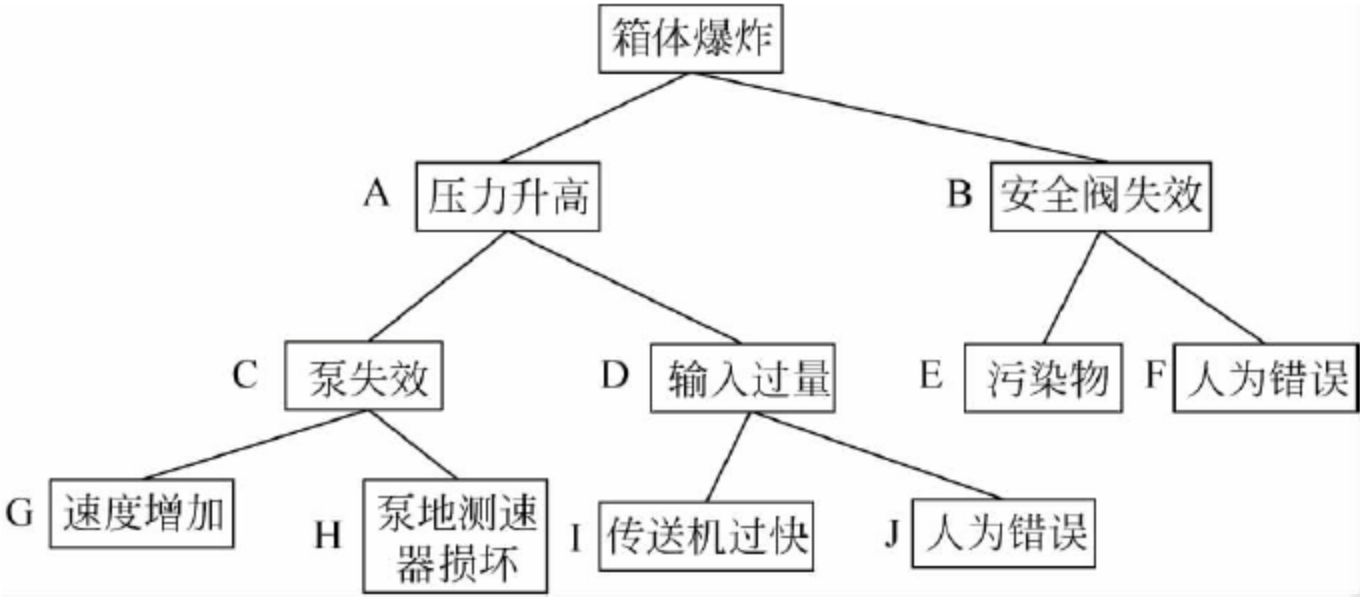 箱体爆炸
A 压力升高
B 安全阀失效
C 泵失效
D 输入过量
E 污染物
F 人为错误
G 速度增加
H 泵地测速
器损坏
I 传送机过快
J 人为错误